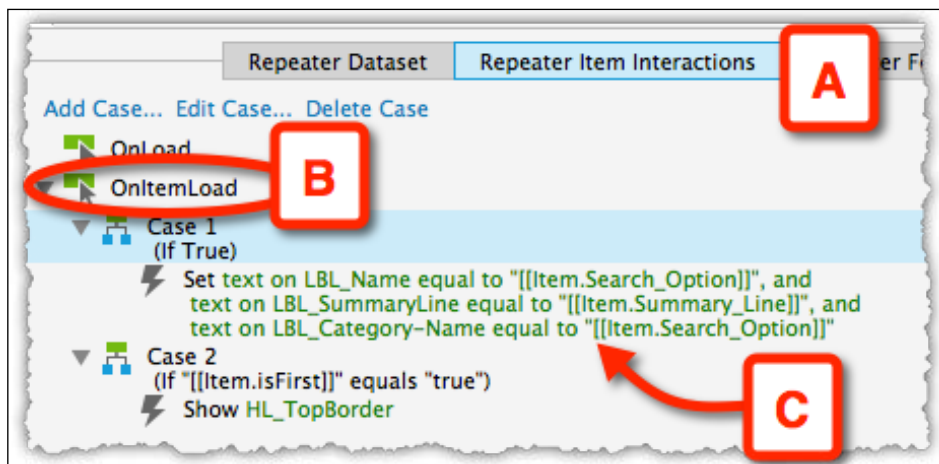 Repeater Dataset Repeater Item Interactions A er F
Add Case... Edit Case... Delete Case
OnLoad
B
OnItemLoad
Case 1
(If True)
Set text on LBL_Name equal to "[[Item.Search_Option]]", and
text on LBL_SummaryLine equal to "[[Item.Summary_Line]]", and
text on LBL_Category-Name equal to "[[Item.Search_Option]]"
Case 2
(If "[[Item.isFirst]]" equals "true")
Show HL_TopBorder
C